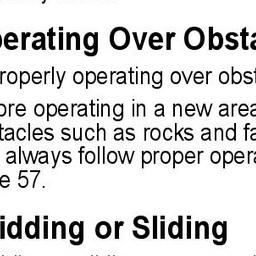 perating Over Obsta
roperly operating over obst
ore operating in a new area
tacles such as rocks and fa
always follow proper opera
e 57.
idding or Sliding